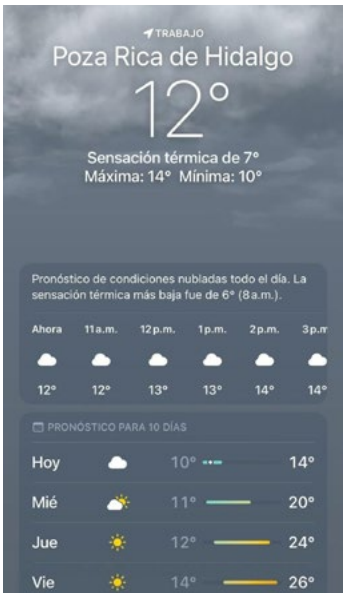 TRABAJO
Poza Rica de Hidalgo
12°
Sensación térmica de 7°
Máxima: 14° Mínima: 10°
Pronóstico de condiciones nubladas todo el día. La
sensación térmica más baja fue de 6° (8 a.m.).
Ahora 11 a.m. 12 p.m. 1 p.m. 2 p.m. 3 p.m
12° 12° 13° 13° 14° 14°
PRONÓSTICO PARA 10 DÍAS
Hoy 10° 14°
Mié 11° 20°
Jue 12° 24°
Vie 14° 26°